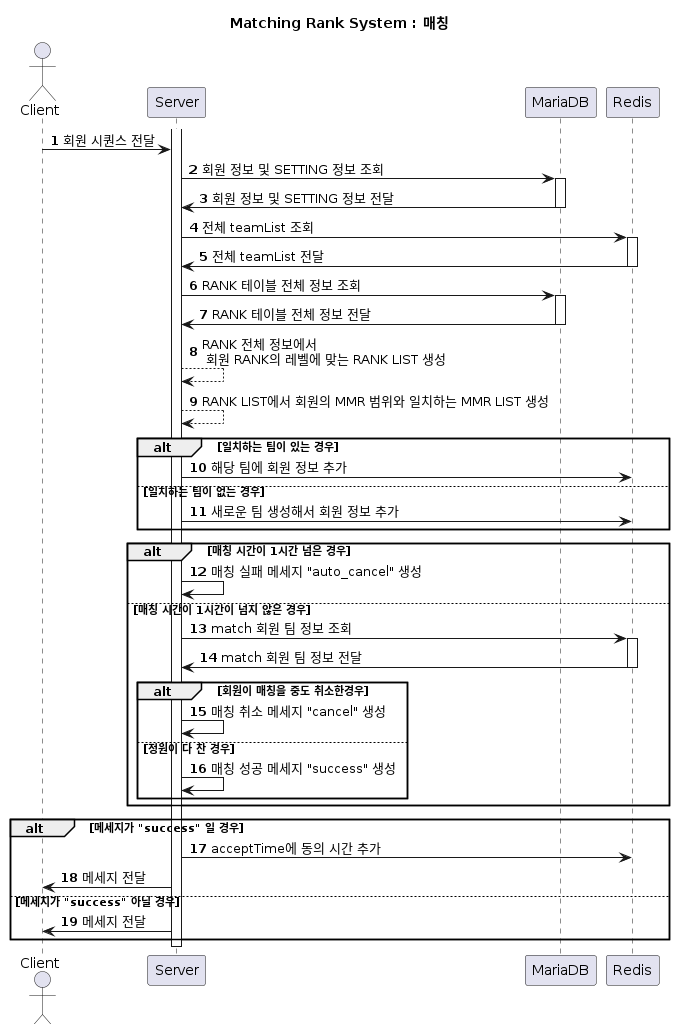 Matching Rank System : 매칭
Client
Server
MariaDB
Redis
1 회원 시퀀스 전달
2 회원 정보 및 SETTING 정보 조회
3 회원 정보 및 SETTING 정보 전달
4 전체 teamList 조회
5 전체 teamList 전달
6 RANK 테이블 전체 정보 조회
7 RANK 테이블 전체 정보 전달
8 RANK 전체 정보에서
회원 RANK의 레벨에 맞는 RANK LIST 생성
9 RANK LIST에서 회원의 MMR 범위와 일치하는 MMR LIST 생성
alt [일치하는 팀이 있는 경우]
10 해당 팀에 회원 정보 추가
[일치하는 팀이 없는 경우]
11 새로운 팀 생성해서 회원 정보 추가
alt [매칭 시간이 1시간 넘은 경우]
12 매칭 실패 메세지 "auto_cancel" 생성
[매칭 시간이 1시간이 넘지 않은 경우]
13 match 회원 팀 정보 조회
14 match 회원 팀 정보 전달
alt [회원이 매칭을 중도 취소한경우]
15 매칭 취소 메세지 "cancel" 생성
[정원이 다 찬 경우]
16 매칭 성공 메세지 "success" 생성
alt [메세지가 "success" 일 경우]
17 acceptTime에 동의 시간 추가
18 메세지 전달
[메세지가 "success" 아닐 경우]
19 메세지 전달
Client
Server
MariaDB
Redis